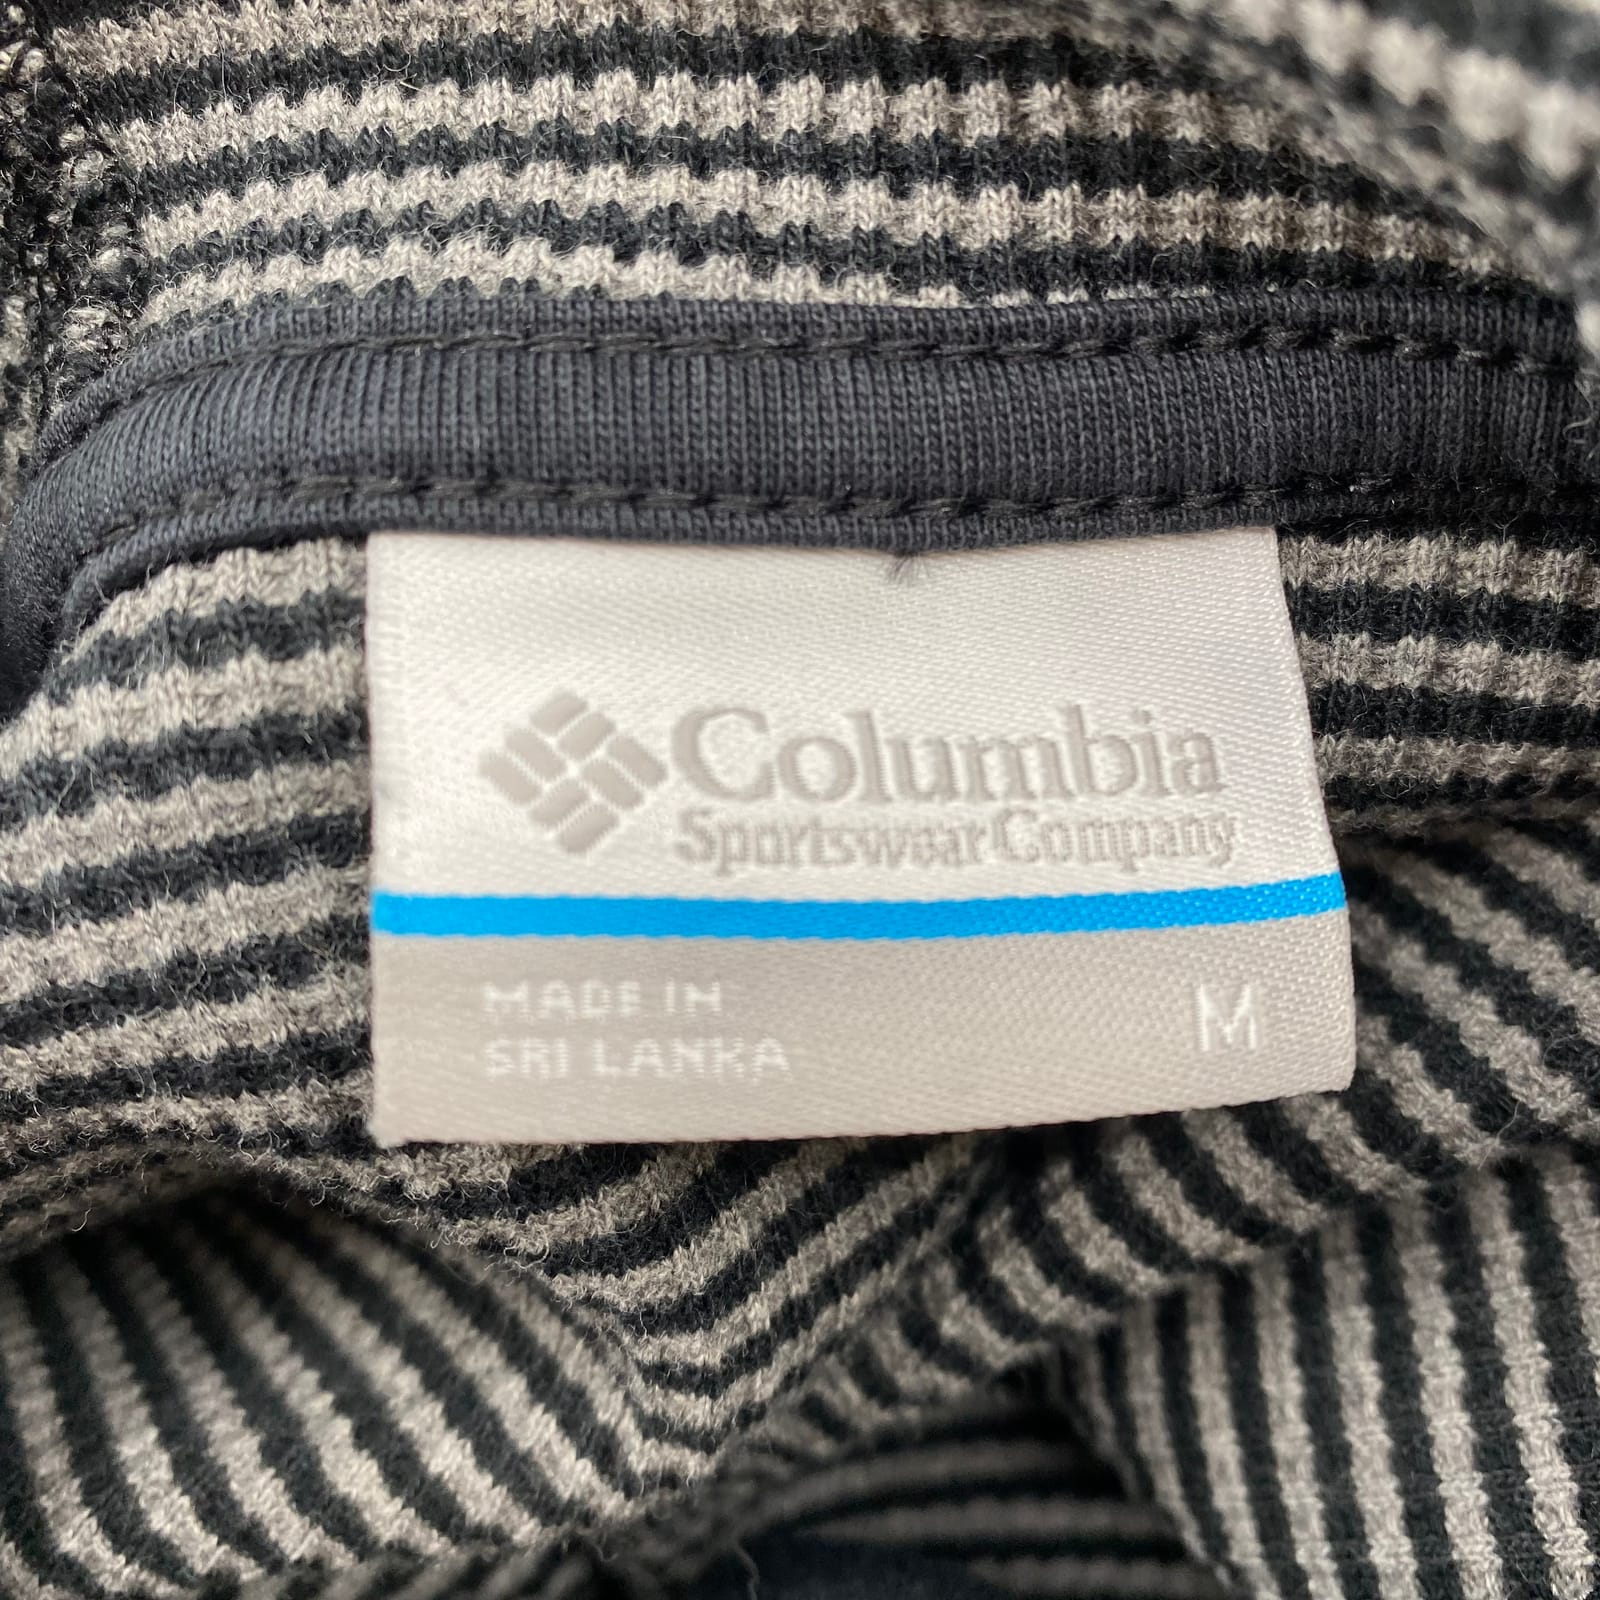 Columbia
Sportswear Company
MADE IN
SRI LANKA
M